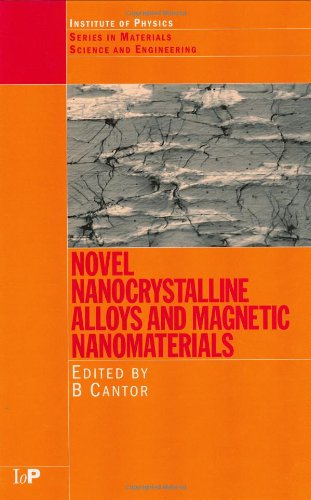 Institute of Physics
Series in Materials
Science and Engineering
NOVEL
NANOCRYSTALLINE
ALLOYS AND MAGNETIC
NANOMATERIALS
Edited by
B Cantor
IoP